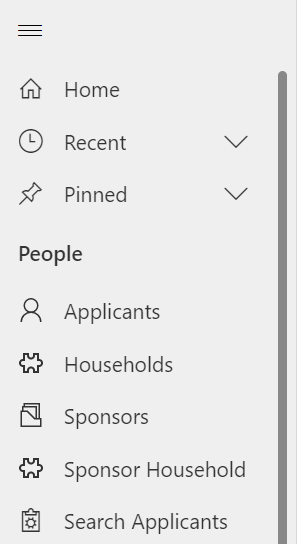 Home
Recent
Pinned
People
Applicants
Households
Sponsors
Sponsor Household
Search Applicants